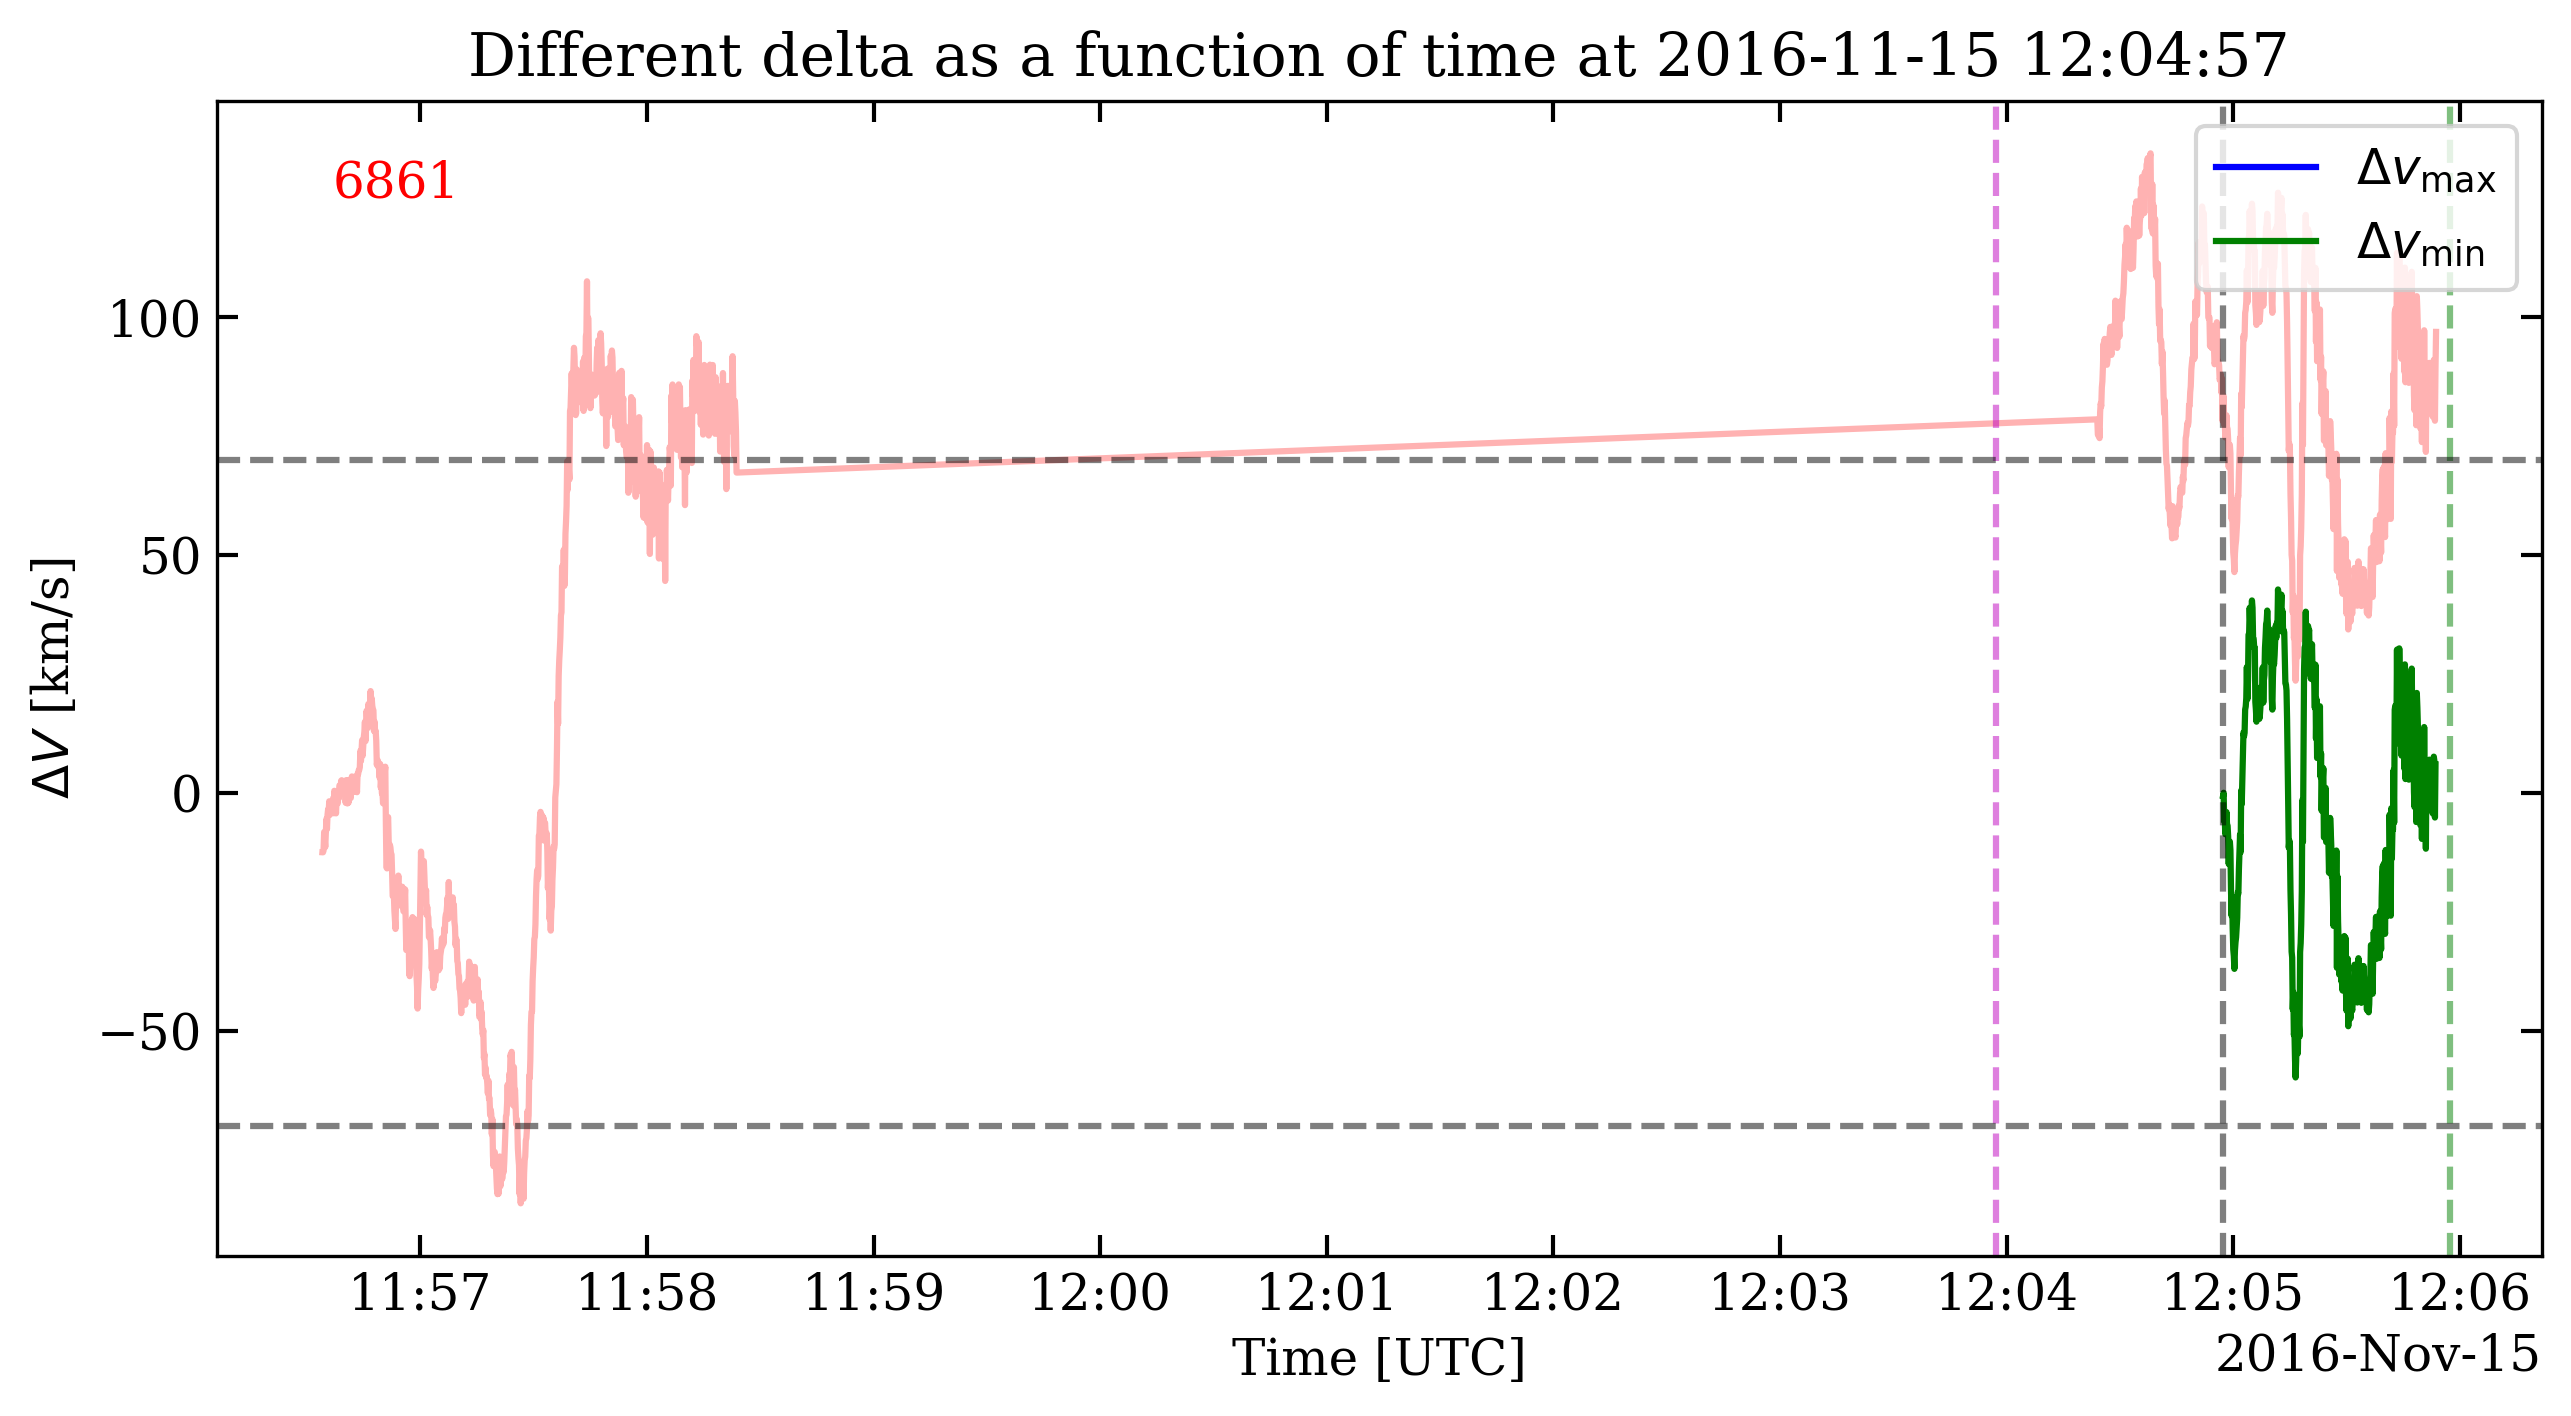 Different delta as a function of time at 2016-11-15 12:04:57
6861
Δv_max
Δv_min
100
50
0
−50
ΔV [km/s]
11:57 11:58 11:59 12:00 12:01 12:02 12:03 12:04 12:05 12:06
Time [UTC]
2016-Nov-15